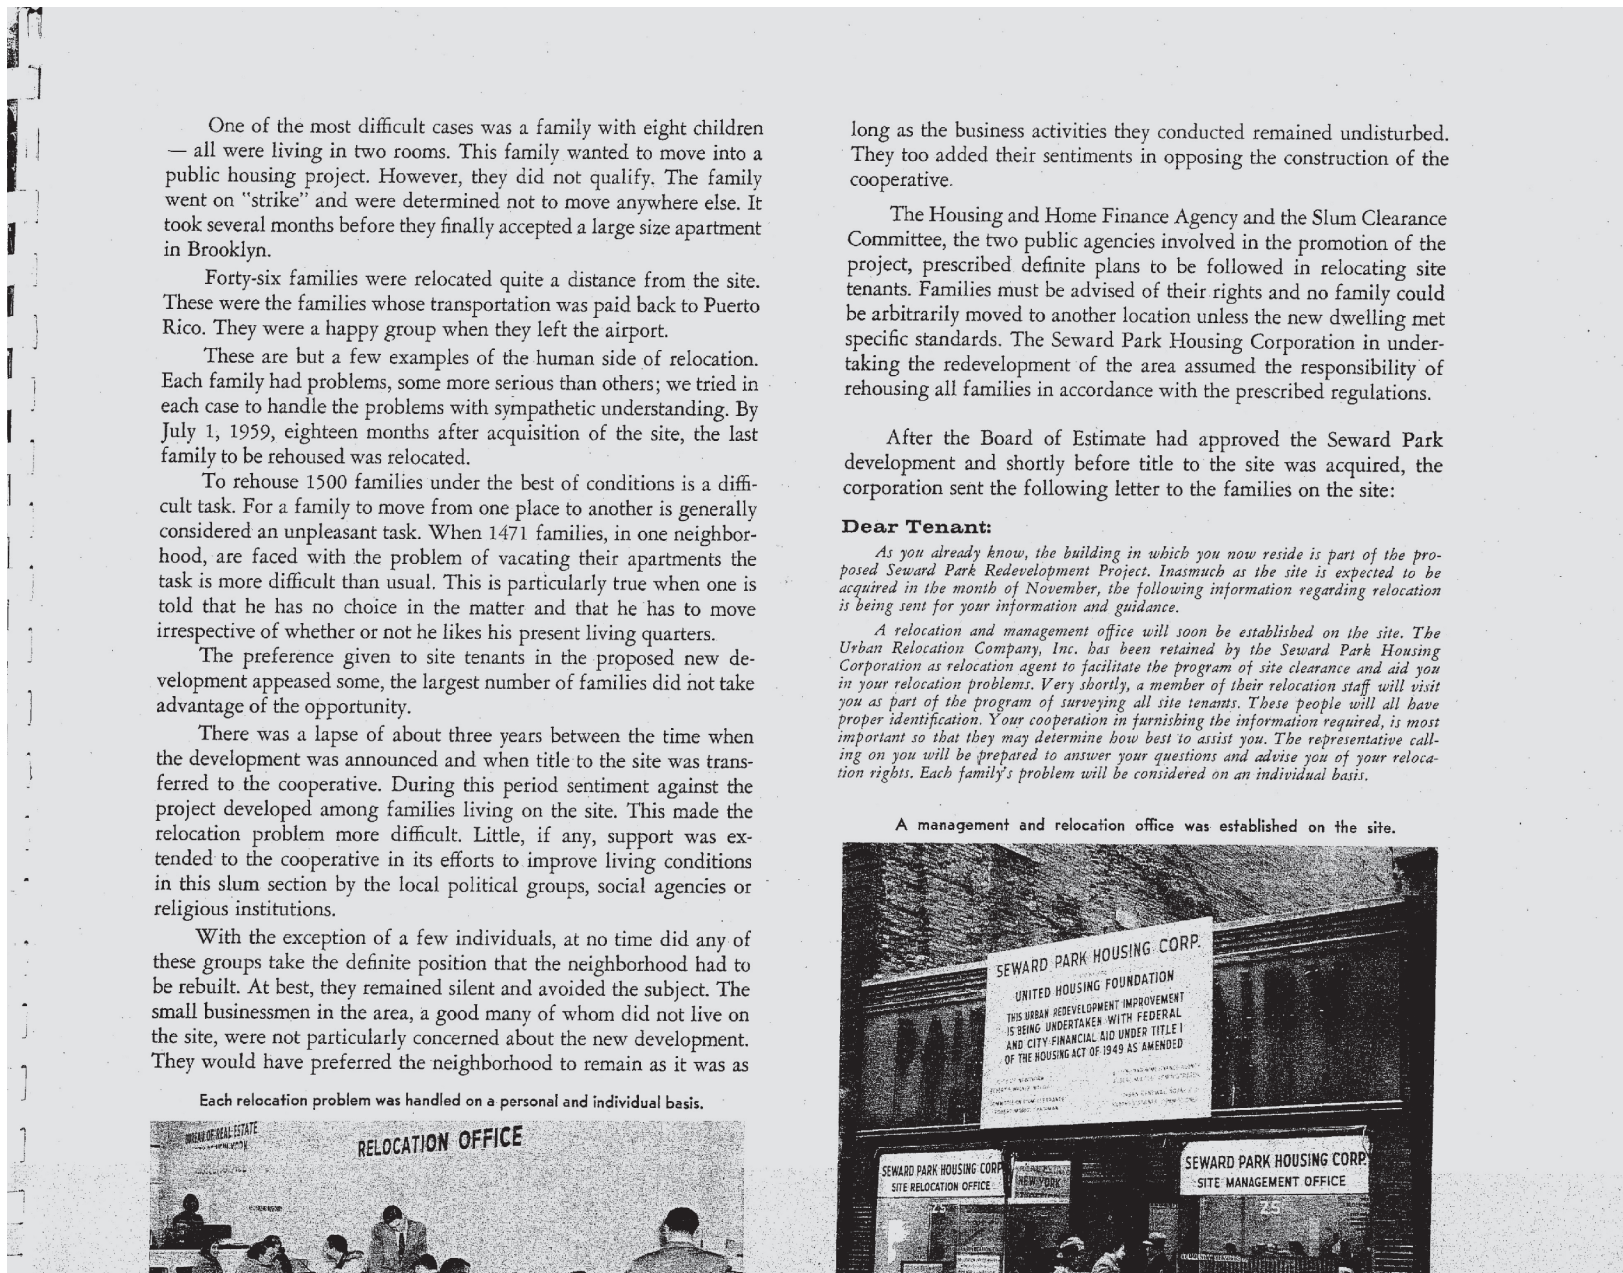 One of the most difficult cases was a family with eight children
— all were living in two rooms. This family wanted to move into a
public housing project. However, they did not qualify. The family
went on "strike" and were determined not to move anywhere else. It
took several months before they finally accepted a large size apartment
in Brooklyn.
Forty-six families were relocated quite a distance from the site.
These were the families whose transportation was paid back to Puerto
Rico. They were a happy group when they left the airport.
These are but a few examples of the human side of relocation.
Each family had problems, some more serious than others; we tried in
each case to handle the problems with sympathetic understanding. By
July 1, 1959, eighteen months after acquisition of the site, the last
family to be rehoused was relocated.
To rehouse 1500 families under the best of conditions is a diffi-
cult task. For a family to move from one place to another is generally
considered an unpleasant task. When 1471 families, in one neighbor-
hood, are faced with the problem of vacating their apartments the
task is more difficult than usual. This is particularly true when one is
told that he has no choice in the matter and that he has to move
irrespective of whether or not he likes his present living quarters.
The preference given to site tenants in the proposed new de-
velopment appeased some, the largest number of families did not take
advantage of the opportunity.
There was a lapse of about three years between the time when
the development was announced and when title to the site was trans-
ferred to the cooperative. During this period sentiment against the
project developed among families living on the site. This made the
relocation problem more difficult. Little, if any, support was ex-
tended to the cooperative in its efforts to improve living conditions
in this slum section by the local political groups, social agencies or
religious institutions.
With the exception of a few individuals, at no time did any of
these groups take the definite position that the neighborhood had to
be rebuilt. At best, they remained silent and avoided the subject. The
small businessmen in the area, a good many of whom did not live on
the site, were not particularly concerned about the new development.
They would have preferred the neighborhood to remain as it was as
Each relocation problem was handled on a personal and individual basis.
BUREAU OF REAL ESTATE
RELOCATION OFFICE
long as the business activities they conducted remained undisturbed.
They too added their sentiments in opposing the construction of the
cooperative.
The Housing and Home Finance Agency and the Slum Clearance
Committee, the two public agencies involved in the promotion of the
project, prescribed definite plans to be followed in relocating site
tenants. Families must be advised of their rights and no family could
be arbitrarily moved to another location unless the new dwelling met
specific standards. The Seward Park Housing Corporation in under-
taking the redevelopment of the area assumed the responsibility of
rehousing all families in accordance with the prescribed regulations.
After the Board of Estimate had approved the Seward Park
development and shortly before title to the site was acquired, the
corporation sent the following letter to the families on the site:
Dear Tenant:
As you already know, the building in which you now reside is part of the pro-
posed Seward Park Redevelopment Project. Inasmuch as the site is expected to be
acquired in the month of November, the following information regarding relocation
is being sent for your information and guidance.
A relocation and management office will soon be established on the site. The
Urban Relocation Company, Inc. has been retained by the Seward Park Housing
Corporation as relocation agent to facilitate the program of site clearance and aid you
in your relocation problems. Very shortly, a member of their relocation staff will visit
you as part of the program of surveying all site tenants. These people will all have
proper identification. Your cooperation in furnishing the information required, is most
important so that they may determine how best to assist you. The representative call-
ing on you will be prepared to answer your questions and advise you of your reloca-
tion rights. Each family's problem will be considered on an individual basis.
A management and relocation office was established on the site.
SEWARD PARK HOUSING CORP.
UNITED HOUSING FOUNDATION
THIS URBAN REDEVELOPMENT IMPROVEMENT
IS BEING UNDERTAKEN WITH FEDERAL
AND CITY FINANCIAL AID UNDER TITLE I
OF THE HOUSING ACT OF 1949 AS AMENDED
SEWARD PARK HOUSING CORP
SITE RELOCATION OFFICE
NEW YORK
SEWARD PARK HOUSING CORP
SITE MANAGEMENT OFFICE
25
25